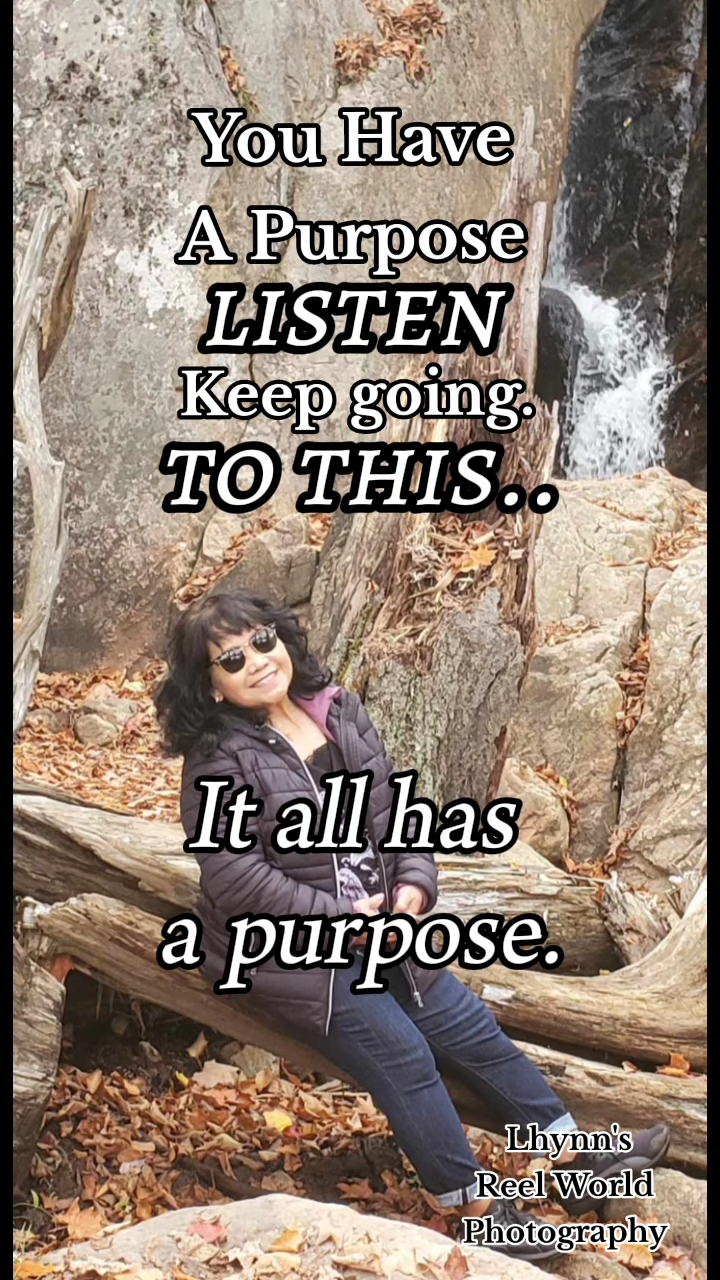 You Have
A Purpose
LISTEN
Keep going.
TO THIS..
It all has
a purpose.
Lhynn's
Reel World
Photography